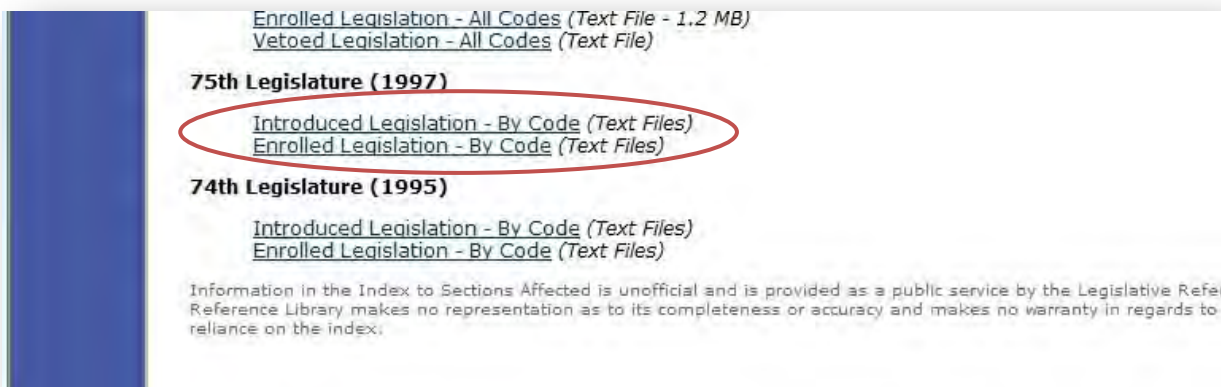 Enrolled Legislation - All Codes (Text File - 1.2 MB)
Vetoed Legislation - All Codes (Text File)
75th Legislature (1997)
Introduced Legislation - By Code (Text Files)
Enrolled Legislation - By Code (Text Files)
74th Legislature (1995)
Introduced Legislation - By Code (Text Files)
Enrolled Legislation - By Code (Text Files)
Information in the Index to Sections Affected is unofficial and is provided as a public service by the Legislative Refe
Reference Library makes no representation as to its completeness or accuracy and makes no warranty in regards to
reliance on the index.